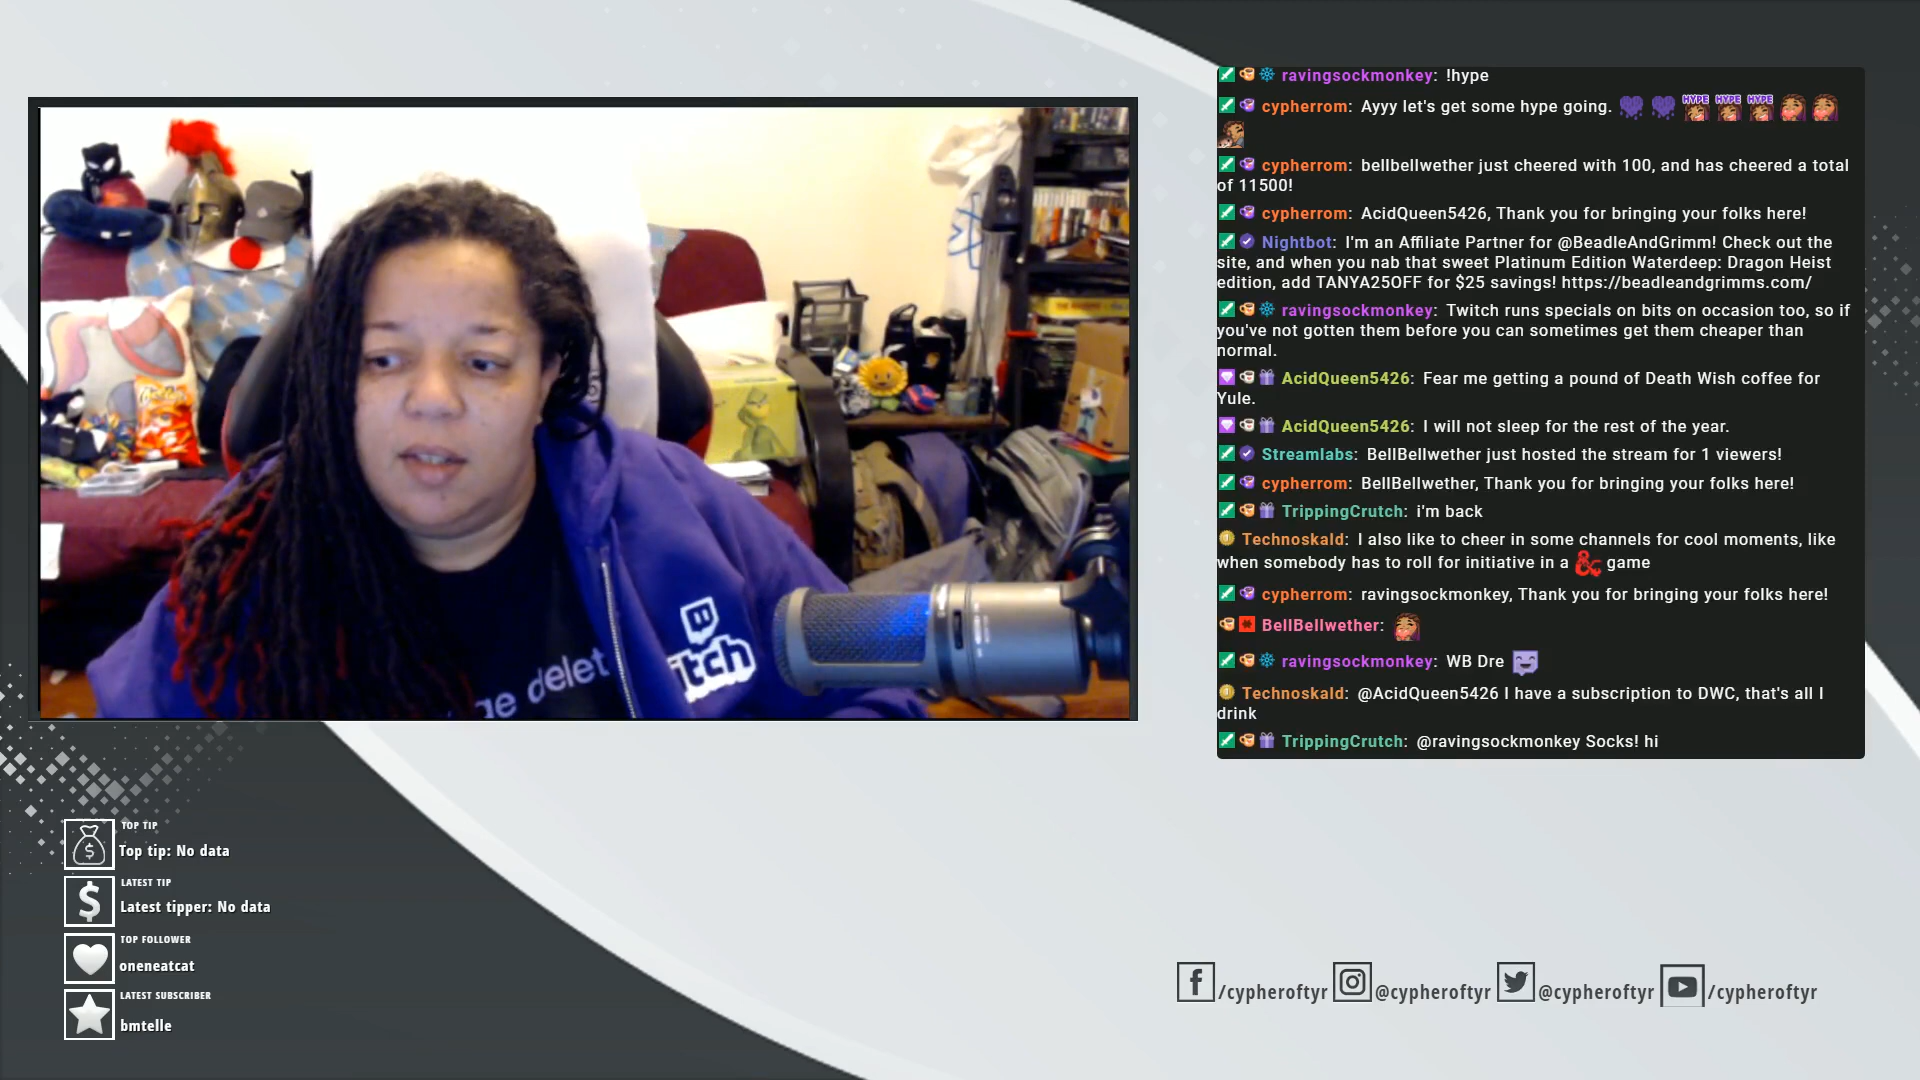 ravingsockmonkey: !hype
cypherrom: Ayyy let's get some hype going. HYPE HYPE HYPE
cypherrom: bellbellwether just cheered with 100, and has cheered a total
of 11500!
cypherrom: AcidQueen5426, Thank you for bringing your folks here!
Nightbot: I'm an Affiliate Partner for @BeadleAndGrimm! Check out the
site, and when you nab that sweet Platinum Edition Waterdeep: Dragon Heist
edition, add TANYA25OFF for $25 savings! https://beadleandgrimms.com/
ravingsockmonkey: Twitch runs specials on bits on occasion too, so if
you've not gotten them before you can sometimes get them cheaper than
normal.
AcidQueen5426: Fear me getting a pound of Death Wish coffee for
Yule.
AcidQueen5426: I will not sleep for the rest of the year.
Streamlabs: BellBellwether just hosted the stream for 1 viewers!
cypherrom: BellBellwether, Thank you for bringing your folks here!
TrippingCrutch: i'm back
Technoskald: I also like to cheer in some channels for cool moments, like
when somebody has to roll for initiative in a game
cypherrom: ravingsockmonkey, Thank you for bringing your folks here!
BellBellwether:
ravingsockmonkey: WB Dre
Technoskald: @AcidQueen5426 I have a subscription to DWC, that's all I
drink
TrippingCrutch: @ravingsockmonkey Socks! hi
ge delet
itch
TOP TIP
Top tip: No data
LATEST TIP
Latest tipper: No data
TOP FOLLOWER
oneneatcat
LATEST SUBSCRIBER
bmtelle
/cypheroftyr @cypheroftyr @cypheroftyr /cypheroftyr